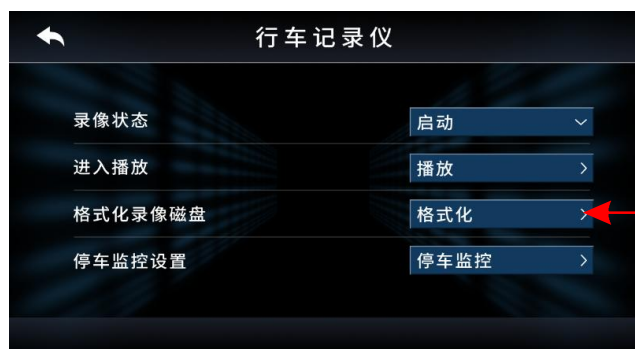 行车记录仪
录像状态 启动
进入播放 播放
格式化录像磁盘 格式化
停车监控设置 停车监控